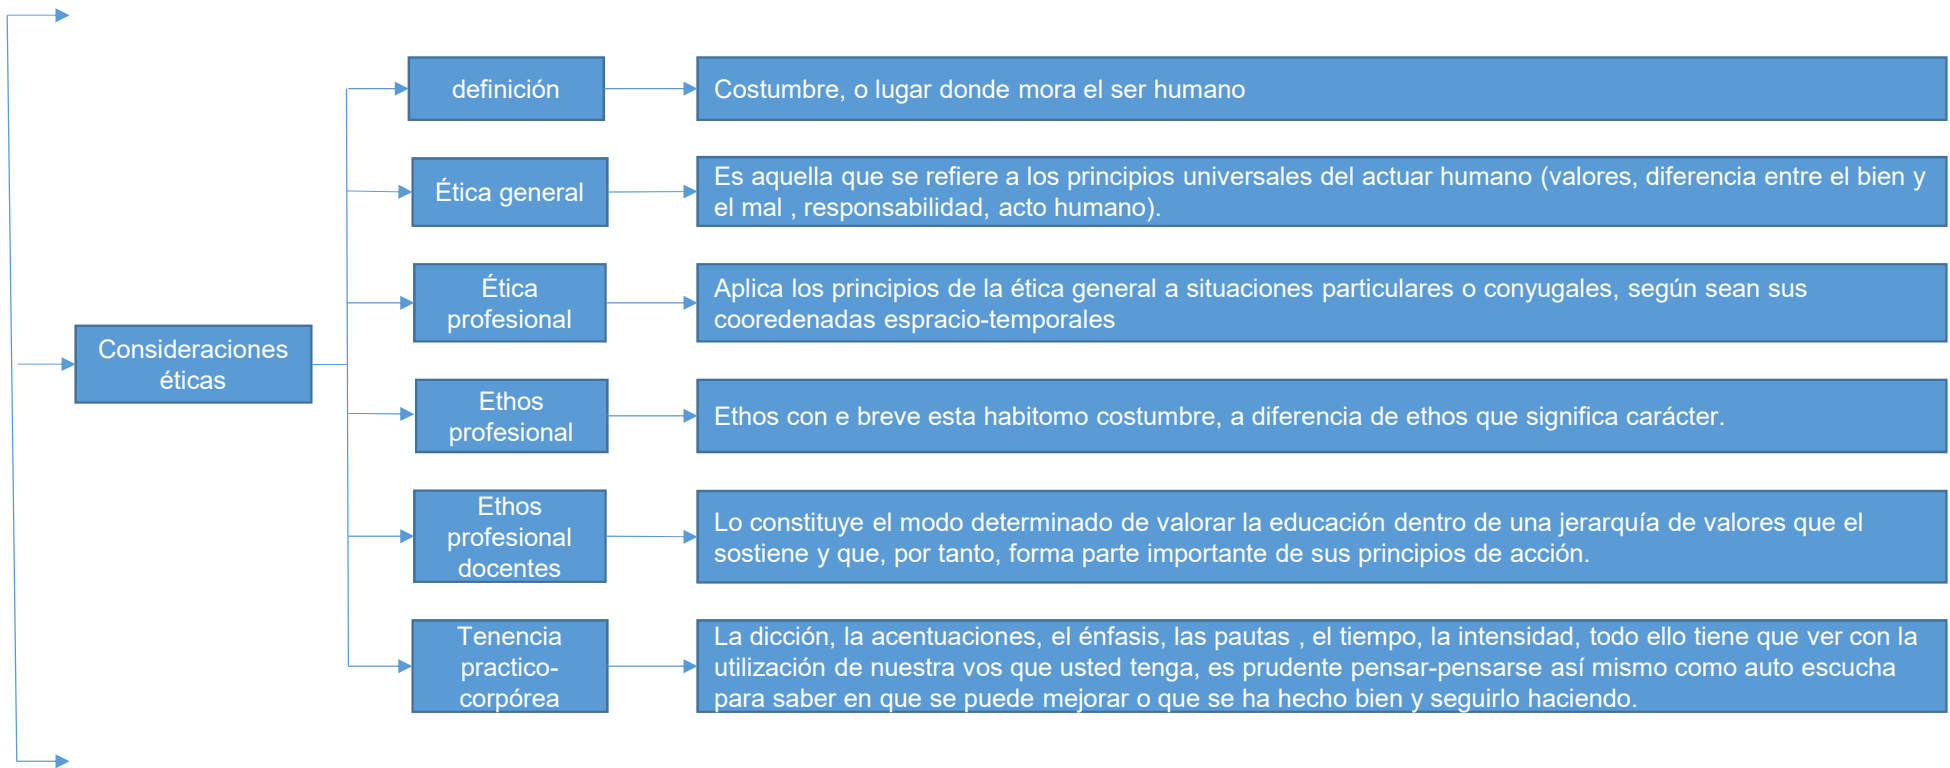 definición
Costumbre, o lugar donde mora el ser humano
Ética general
Es aquella que se refiere a los principios universales del actuar humano (valores, diferencia entre el bien y
el mal , responsabilidad, acto humano).
Ética
profesional
Aplica los principios de la ética general a situaciones particulares o conyugales, según sean sus
cooredenadas espracio-temporales
Consideraciones
éticas
Ethos
profesional
Ethos con e breve esta habitomo costumbre, a diferencia de ethos que significa carácter.
Ethos
profesional
docentes
Lo constituye el modo determinado de valorar la educación dentro de una jerarquía de valores que el
sostiene y que, por tanto, forma parte importante de sus principios de acción.
Tenencia
practico-
corpórea
La dicción, la acentuaciones, el énfasis, las pautas , el tiempo, la intensidad, todo ello tiene que ver con la
utilización de nuestra vos que usted tenga, es prudente pensar-pensarse así mismo como auto escucha
para saber en que se puede mejorar o que se ha hecho bien y seguirlo haciendo.